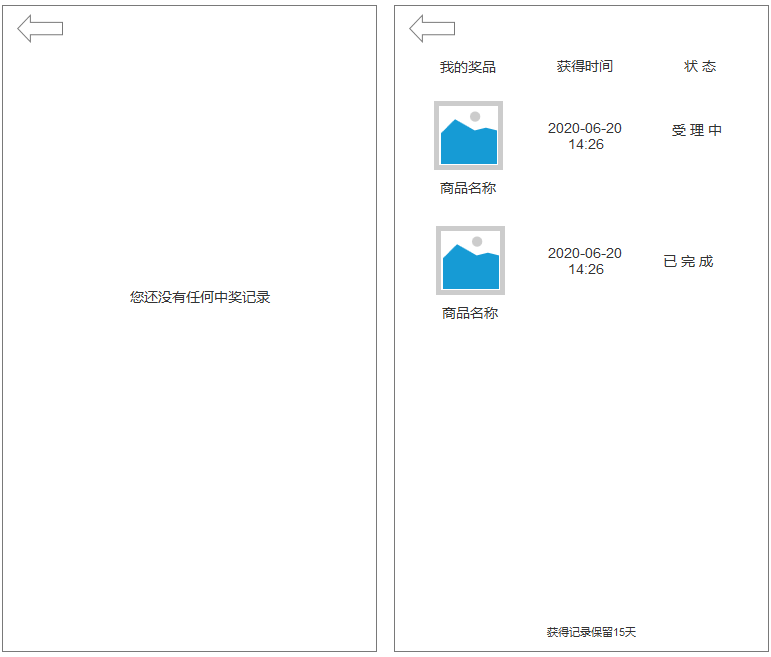 您还没有任何中奖记录
我的奖品 获得时间 状 态
2020-06-20
14:26
受 理 中
商品名称
2020-06-20
14:26
已 完 成
商品名称
获得记录保留15天